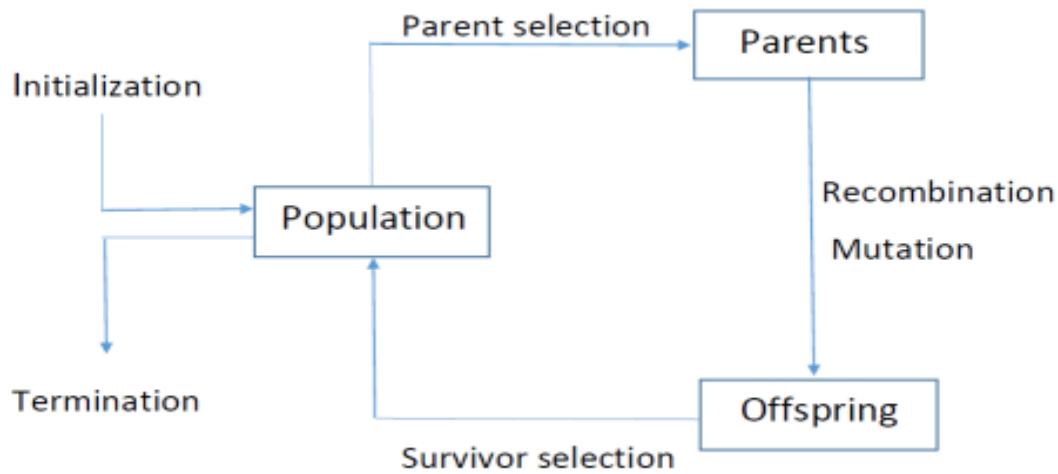 Parent selection
Parents
Initialization
Population
Recombination
Mutation
Termination
Offspring
Survivor selection